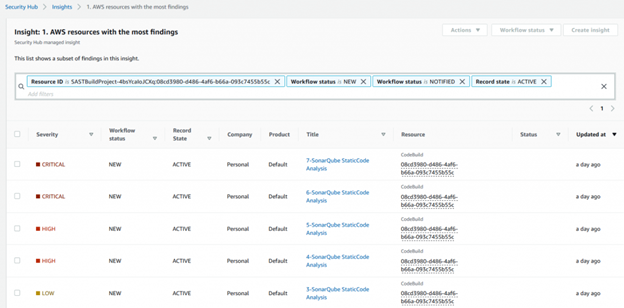 Security Hub > Insights > 1. AWS resources with the most findings
Insight: 1. AWS resources with the most findings
Actions Workflow status Create insight
Security Hub managed insight
This list shows a subset of findings in this insight.
Resource ID is SASTBuildProject-4bsYcaloJCXq:08cd3980-d486-4af6-b66a-093c7455b55c Workflow status is NEW Workflow status is NOTIFIED Record state is ACTIVE
Add filters
1
Severity Workflow status Record State Company Product Title Resource Status Updated at
CRITICAL NEW ACTIVE Personal Default 7-SonarQube StaticCode Analysis CodeBuild 08cd3980-d486-4af6-b66a-093c7455b55c a day ago
CRITICAL NEW ACTIVE Personal Default 6-SonarQube StaticCode Analysis CodeBuild 08cd3980-d486-4af6-b66a-093c7455b55c a day ago
HIGH NEW ACTIVE Personal Default 5-SonarQube StaticCode Analysis CodeBuild 08cd3980-d486-4af6-b66a-093c7455b55c a day ago
HIGH NEW ACTIVE Personal Default 4-SonarQube StaticCode Analysis CodeBuild 08cd3980-d486-4af6-b66a-093c7455b55c a day ago
LOW NEW ACTIVE Personal Default 3-SonarQube StaticCode Analysis CodeBuild 08cd3980-d486-4af6-b66a-093c7455b55c a day ago